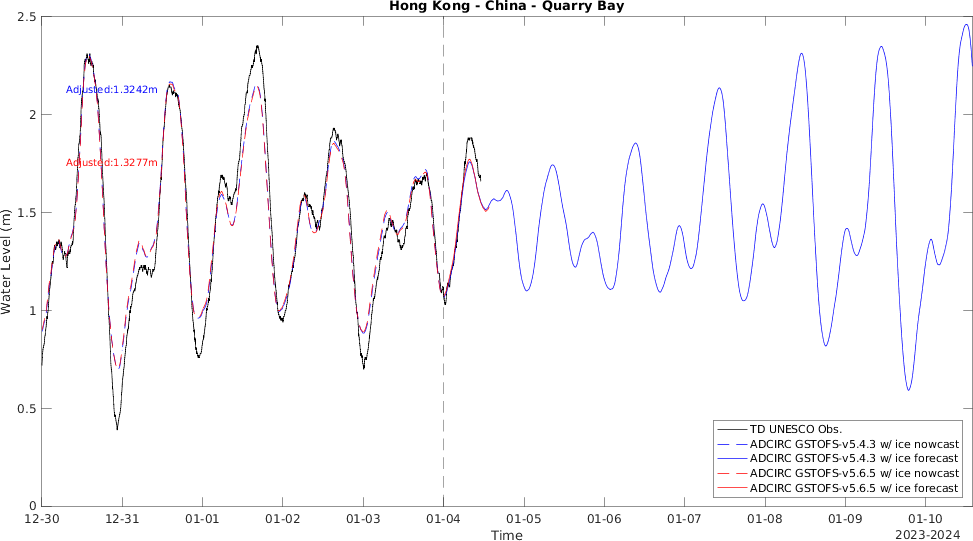 Hong Kong - China - Quarry Bay
2.5
2
1.5
1
0.5
0
Water Level (m)
Adjusted:1.3242m
Adjusted:1.3277m
TD UNESCO Obs.
ADCIRC GSTOFS-v5.4.3 w/ ice nowcast
ADCIRC GSTOFS-v5.4.3 w/ ice forecast
ADCIRC GSTOFS-v5.6.5 w/ ice nowcast
ADCIRC GSTOFS-v5.6.5 w/ ice forecast
12-30 12-31 01-01 01-02 01-03 01-04 01-05 01-06 01-07 01-08 01-09 01-10
Time
2023-2024